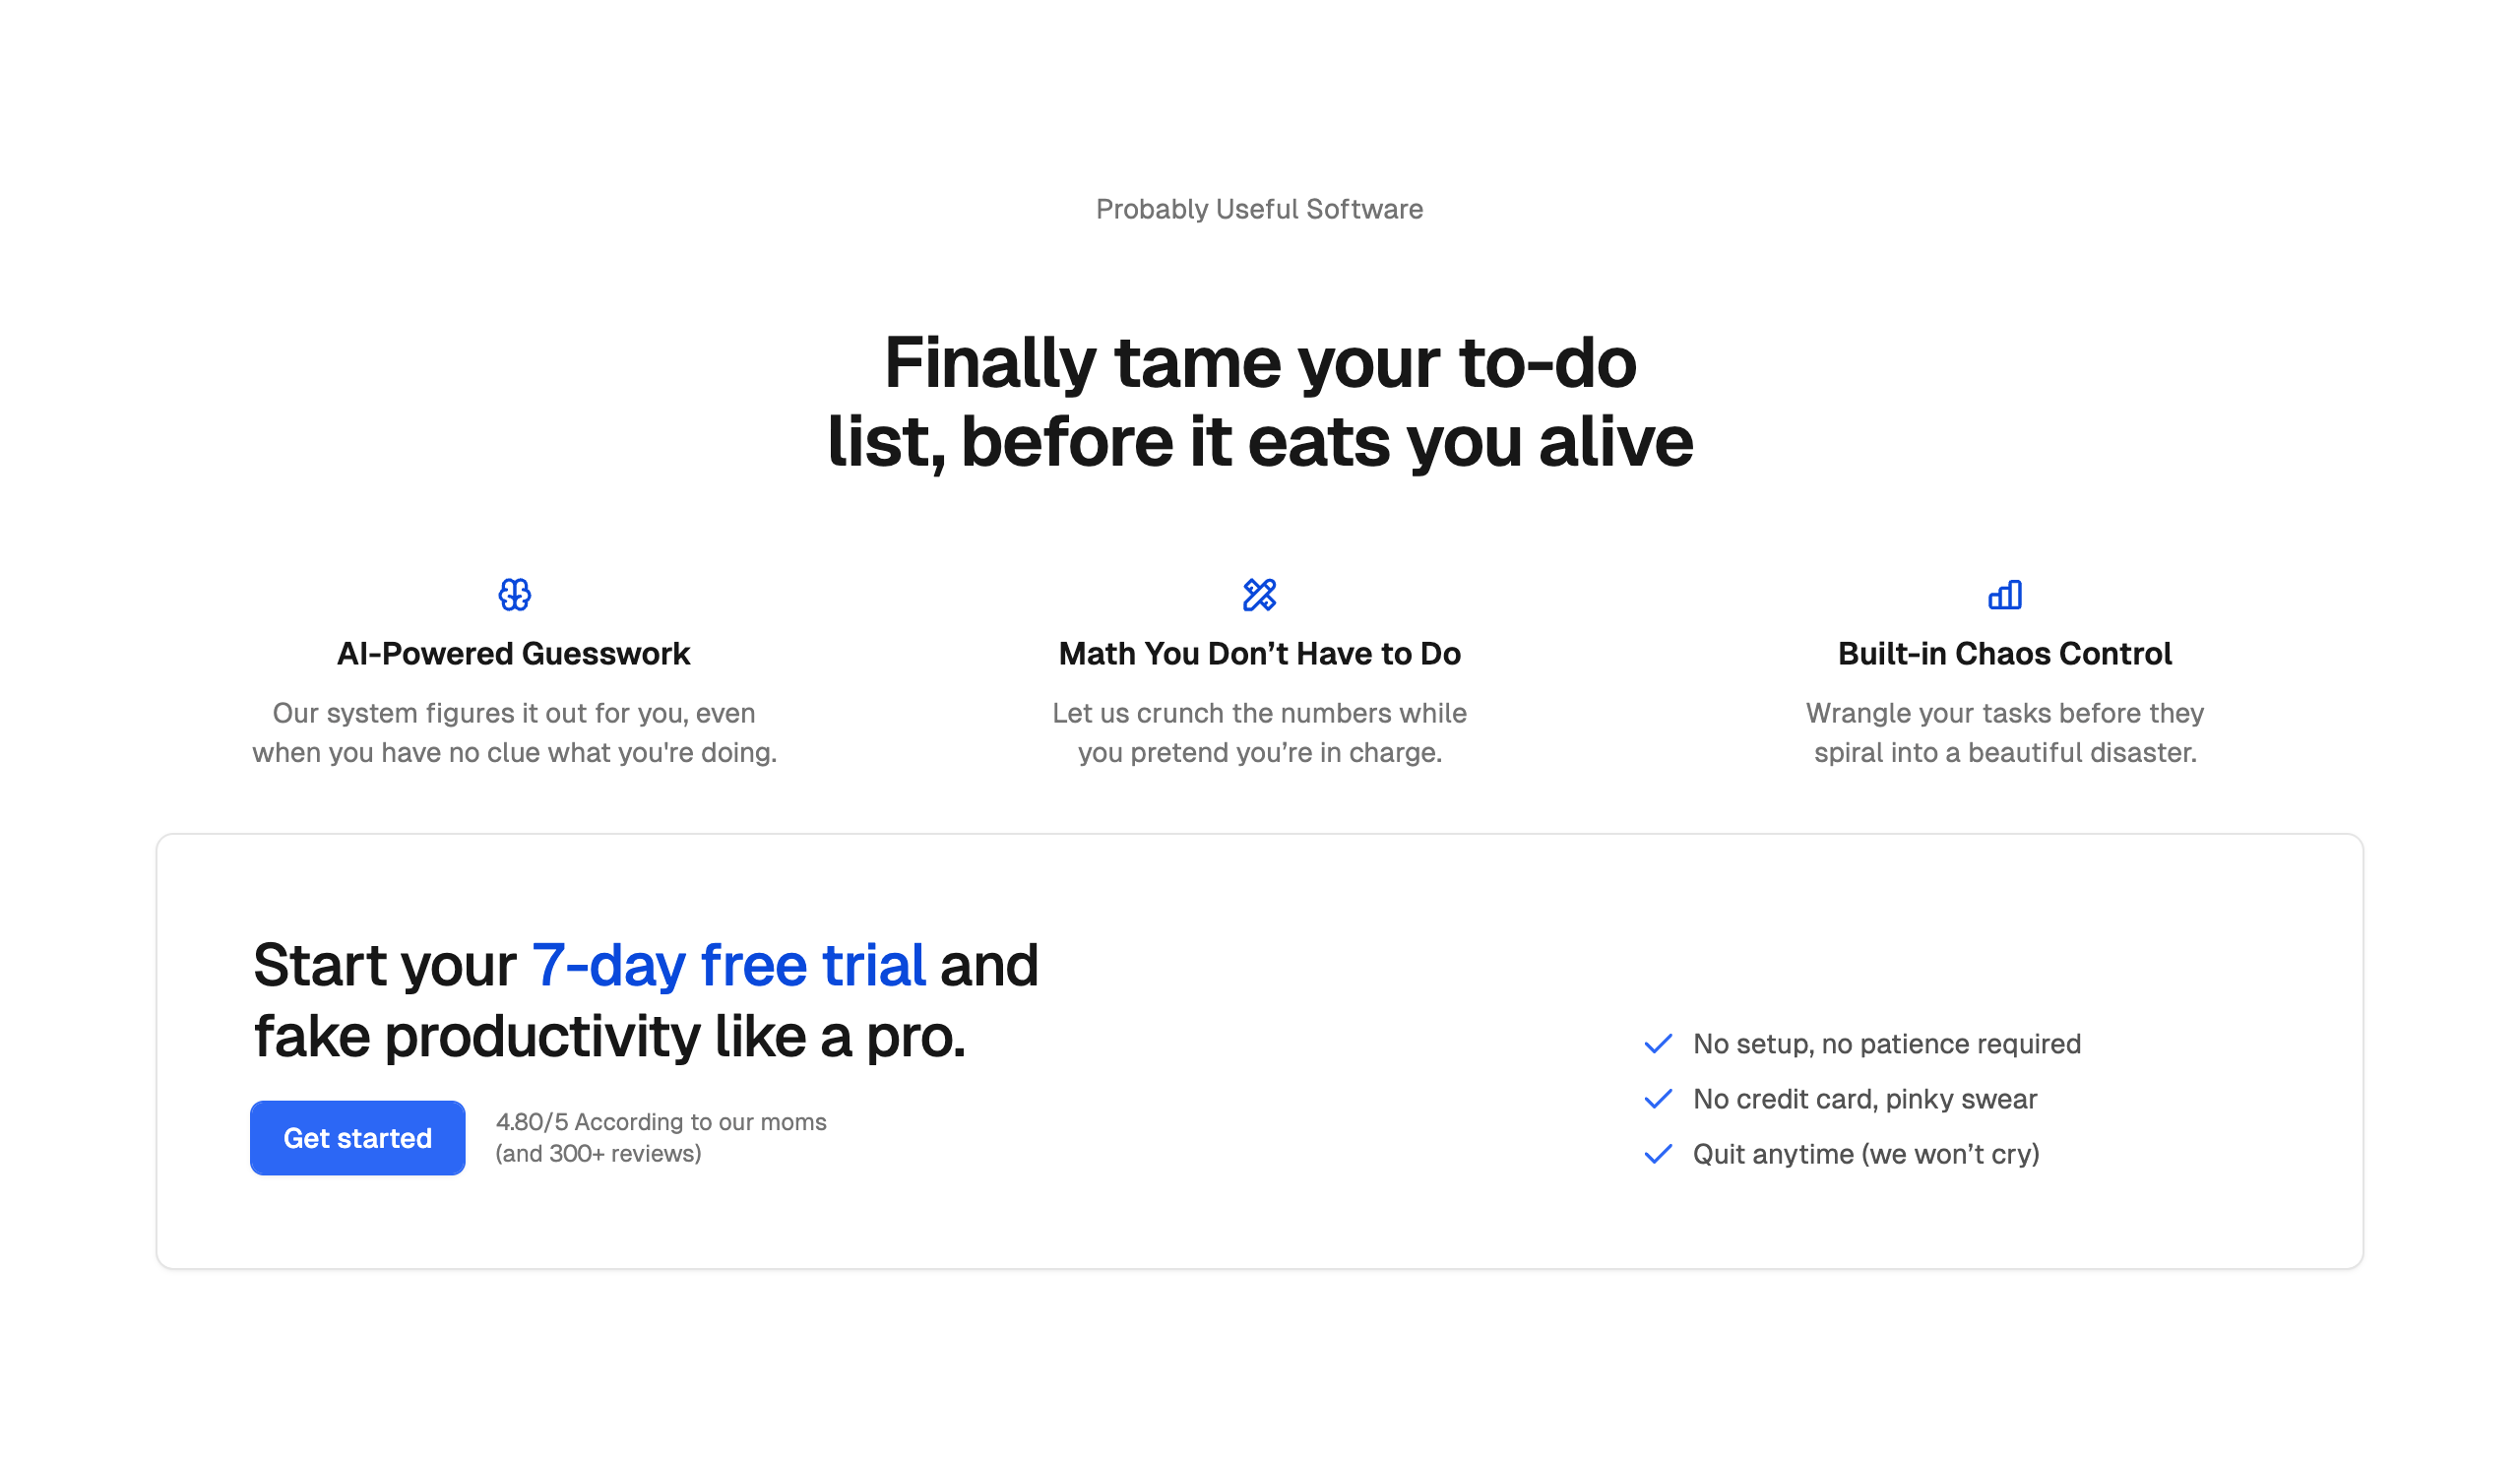 Probably Useful Software
Finally tame your to-do
list, before it eats you alive
AI-Powered Guesswork
Our system figures it out for you, even
when you have no clue what you're doing.
Math You Don’t Have to Do
Let us crunch the numbers while
you pretend you’re in charge.
Built-in Chaos Control
Wrangle your tasks before they
spiral into a beautiful disaster.
Start your 7-day free trial and
fake productivity like a pro.
Get started
4.80/5 According to our moms
(and 300+ reviews)
No setup, no patience required
No credit card, pinky swear
Quit anytime (we won’t cry)